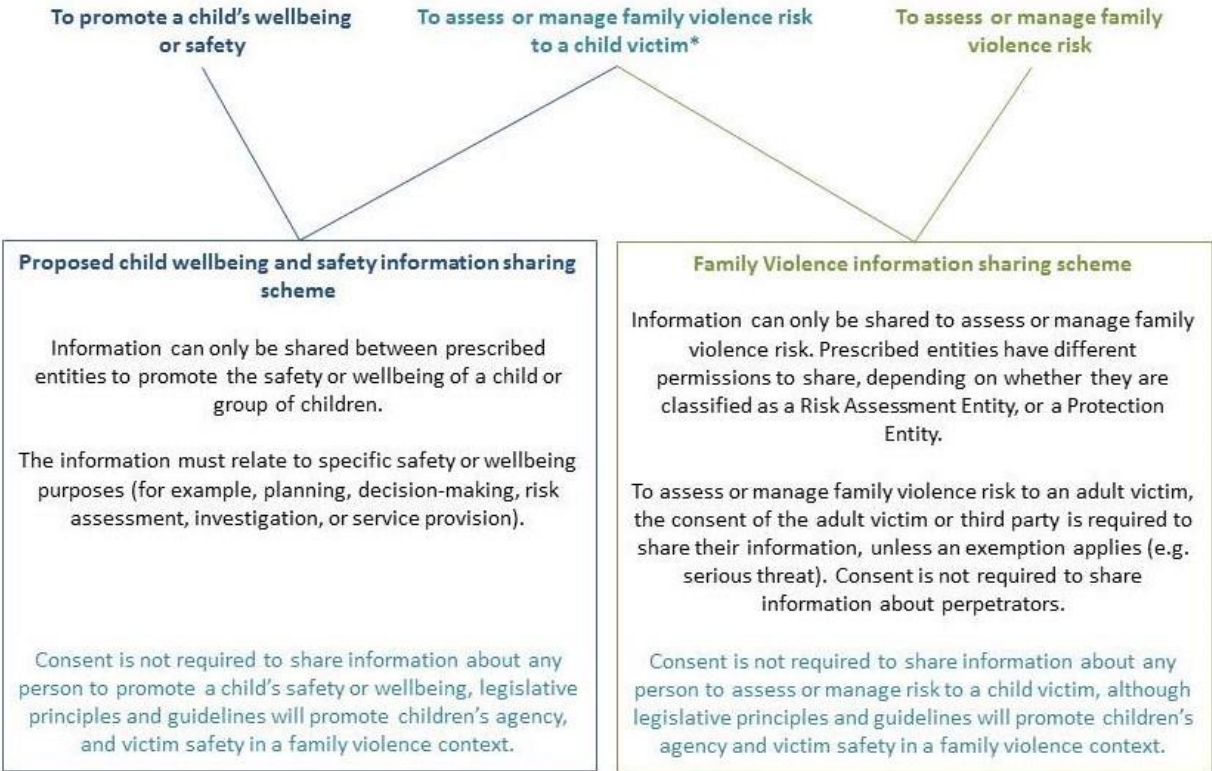 To promote a child's wellbeing
or safety
To assess or manage family violence risk
to a child victim*
To assess or manage family
violence risk
Proposed child wellbeing and safety information sharing
scheme
Information can only be shared between prescribed
entities to promote the safety or wellbeing of a child or
group of children.
The information must relate to specific safety or wellbeing
purposes (for example, planning, decision-making, risk
assessment, investigation, or service provision).
Consent is not required to share information about any
person to promote a child's safety or wellbeing, legislative
principles and guidelines will promote children's agency,
and victim safety in a family violence context.
Family Violence information sharing scheme
Information can only be shared to assess or manage family
violence risk. Prescribed entities have different
permissions to share, depending on whether they are
classified as a Risk Assessment Entity, or a Protection
Entity.
To assess or manage family violence risk to an adult victim,
the consent of the adult victim or third party is required to
share their information, unless an exemption applies (e.g.
serious threat). Consent is not required to share
information about perpetrators.
Consent is not required to share information about any
person to assess or manage risk to a child victim, although
legislative principles and guidelines will promote children's
agency and victim safety in a family violence context.